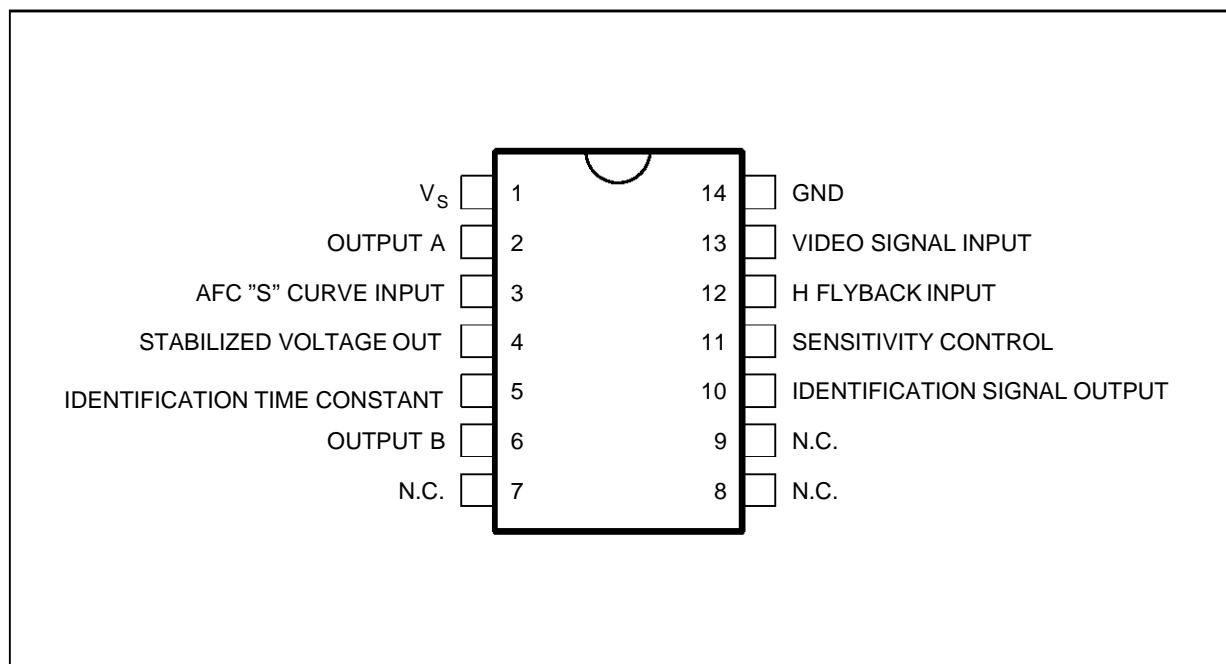 V_S 1 14 GND
OUTPUT A 2 13 VIDEO SIGNAL INPUT
AFC ”S” CURVE INPUT 3 12 H FLYBACK INPUT
STABILIZED VOLTAGE OUT 4 11 SENSITIVITY CONTROL
IDENTIFICATION TIME CONSTANT 5 10 IDENTIFICATION SIGNAL OUTPUT
OUTPUT B 6 9 N.C.
N.C. 7 8 N.C.